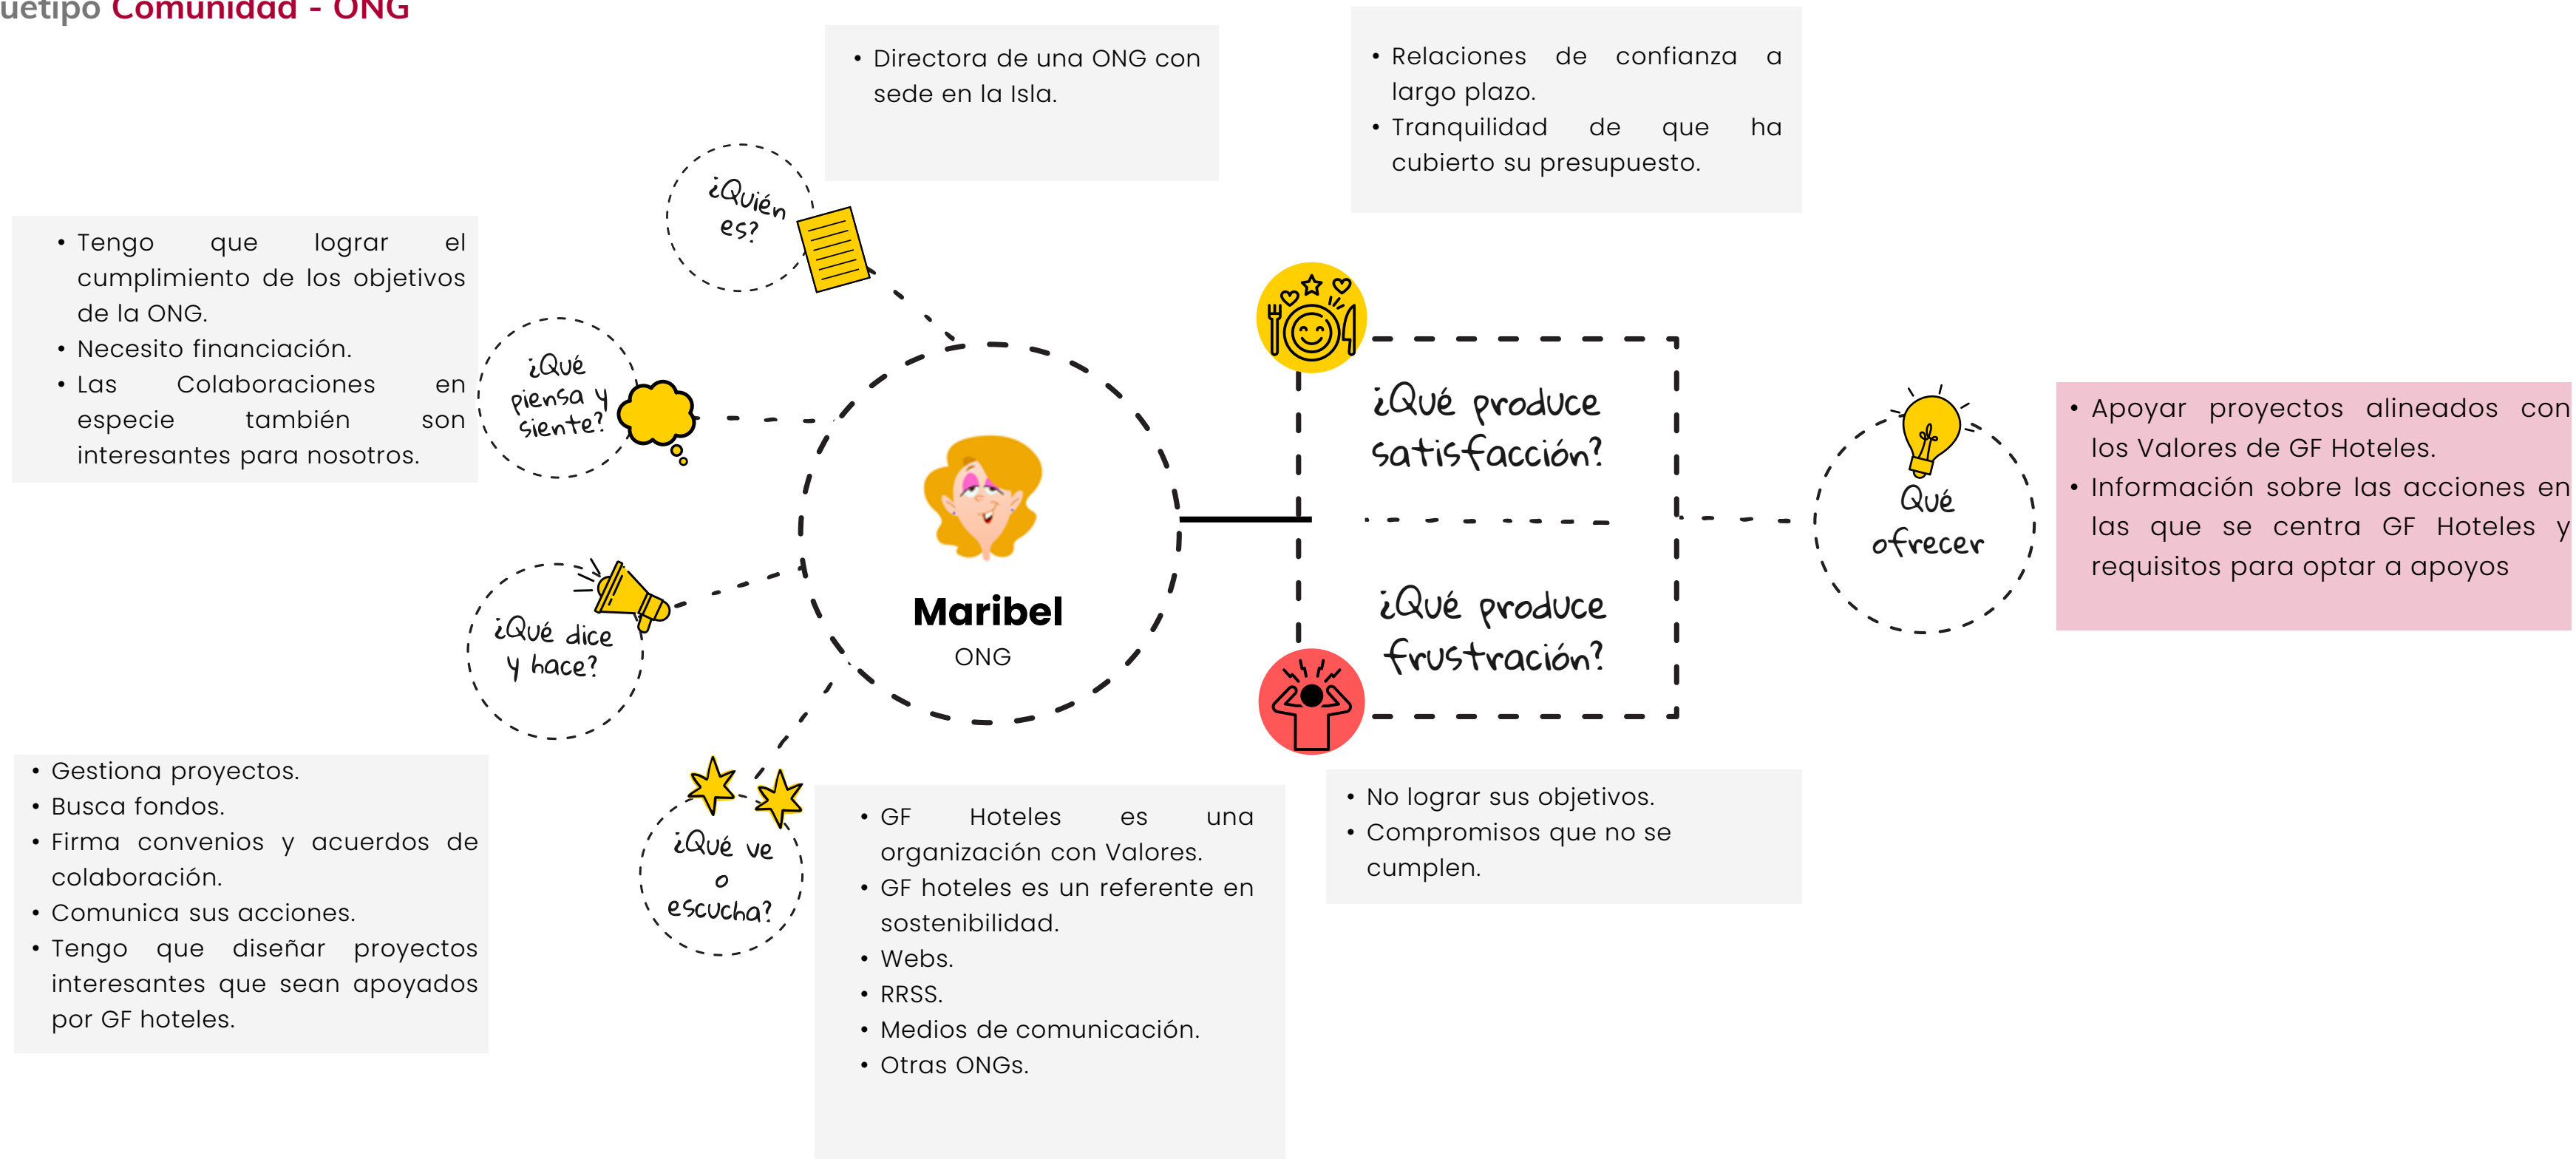 uetipo Comunidad - ONG
• Directora de una ONG con
sede en la Isla.
• Relaciones de confianza a
largo plazo.
• Tranquilidad de que ha
cubierto su presupuesto.
¿Quién
es?
• Tengo que lograr el
cumplimiento de los objetivos
de la ONG.
• Necesito financiación.
• Las Colaboraciones en
especie también son
interesantes para nosotros.
¿Qué
piensa y
siente?
¿Qué dice
y hace?
• Gestiona proyectos.
• Busca fondos.
• Firma convenios y acuerdos de
colaboración.
• Comunica sus acciones.
• Tengo que diseñar proyectos
interesantes que sean apoyados
por GF hoteles.
¿Qué ve
o
escucha?
• GF Hoteles es una
organización con Valores.
• GF hoteles es un referente en
sostenibilidad.
• Webs.
• RRSS.
• Medios de comunicación.
• Otras ONGs.
Maribel
ONG
¿Qué produce
satisfacción?
¿Qué produce
frustración?
• No lograr sus objetivos.
• Compromisos que no se
cumplen.
Qué
ofrecer
• Apoyar proyectos alineados con
los Valores de GF Hoteles.
• Información sobre las acciones en
las que se centra GF Hoteles y
requisitos para optar a apoyos